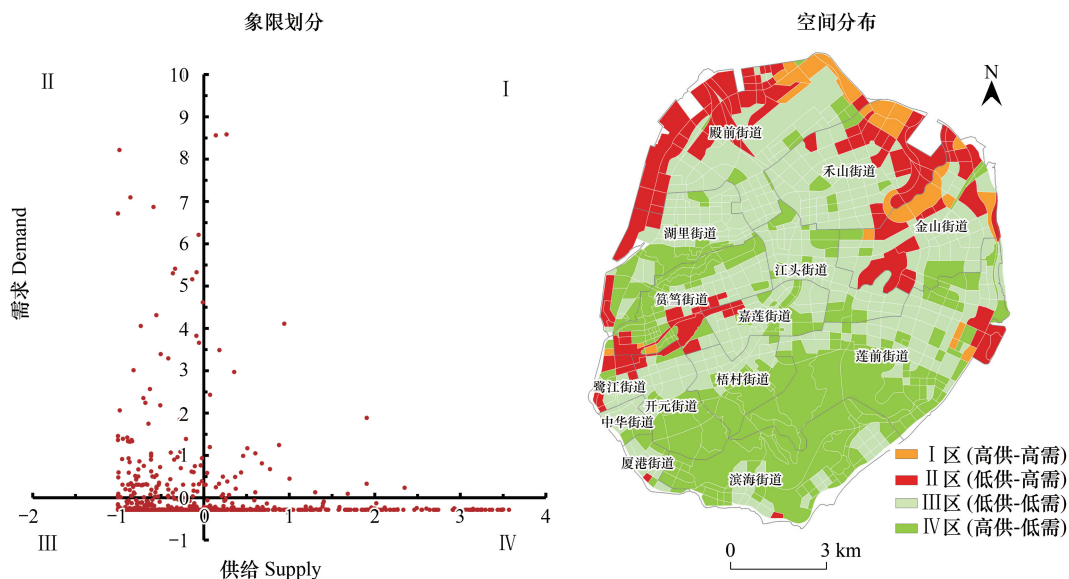 象限划分
Ⅱ
Ⅰ
10
9
8
7
6
5
4
3
2
1
0
−1
−2
−1
0
1
2
3
4
Ⅲ
Ⅳ
需求 Demand
供给 Supply
空间分布
N
殿前街道
禾山街道
金山街道
湖里街道
江头街道
筼筜街道
嘉莲街道
莲前街道
梧村街道
鹭江街道
开元街道
中华街道
厦港街道
滨海街道
Ⅰ区 (高供-高需)
Ⅱ区 (低供-高需)
Ⅲ区 (低供-低需)
Ⅳ区 (高供-低需)
0
3 km